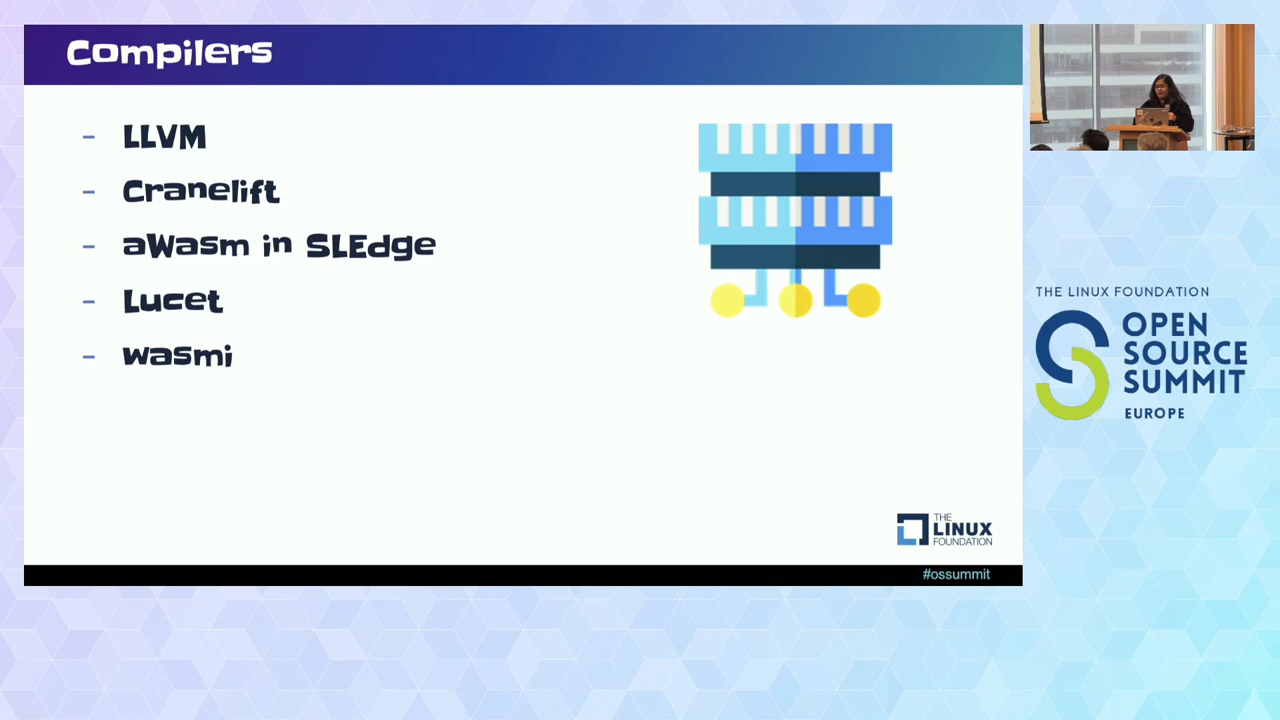 Compilers
- LLVM
- Cranelift
- aWasm in SLEdge
- Lucet
- wasmi
THE
LINUX
FOUNDATION
#ossummit
THE LINUX FOUNDATION
OPEN
SOURCE
SUMMIT
EUROPE